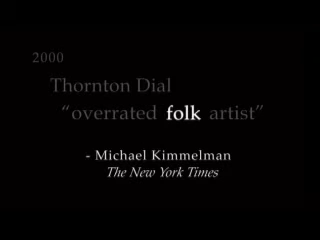 2000
Thornton Dial
“overrated folk artist”
- Michael Kimmelman
The New York Times